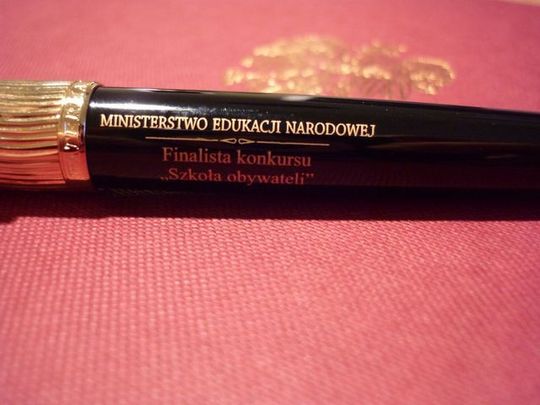 MINISTERSTWO EDUKACJI NARODOWEJ
Finalista konkursu
„Szkoła obywateli”